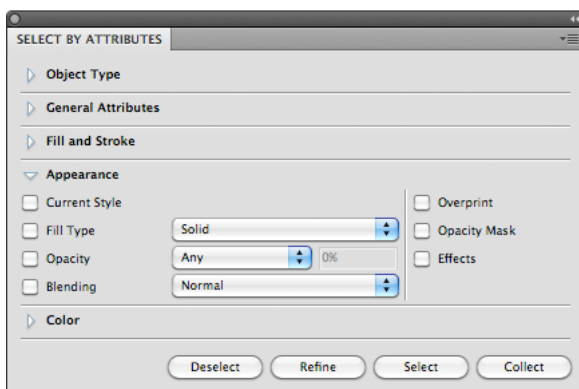 SELECT BY ATTRIBUTES
Object Type
General Attributes
Fill and Stroke
Appearance
Current Style
Overprint
Fill Type Solid
Opacity Mask
Opacity Any 0%
Effects
Blending Normal
Color
Deselect Refine Select Collect